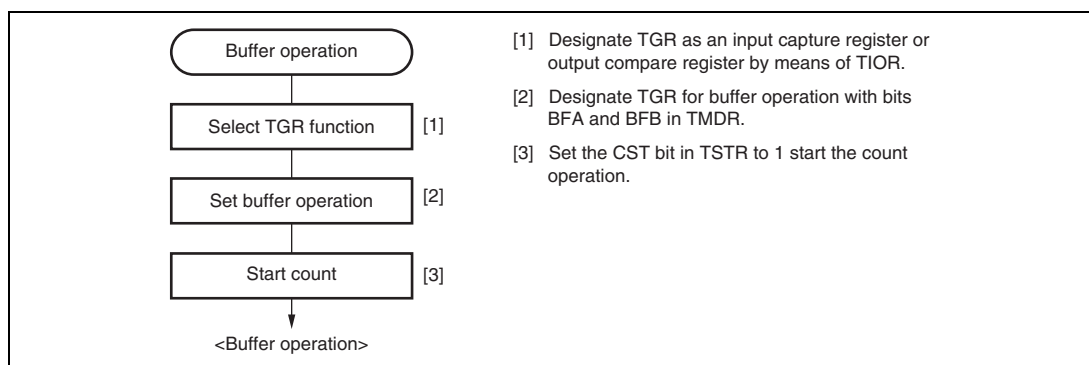 Buffer operation
Select TGR function
[1]
Set buffer operation
[2]
Start count
[3]
<Buffer operation>
[1] Designate TGR as an input capture register or
output compare register by means of TIOR.
[2] Designate TGR for buffer operation with bits
BFA and BFB in TMDR.
[3] Set the CST bit in TSTR to 1 start the count
operation.